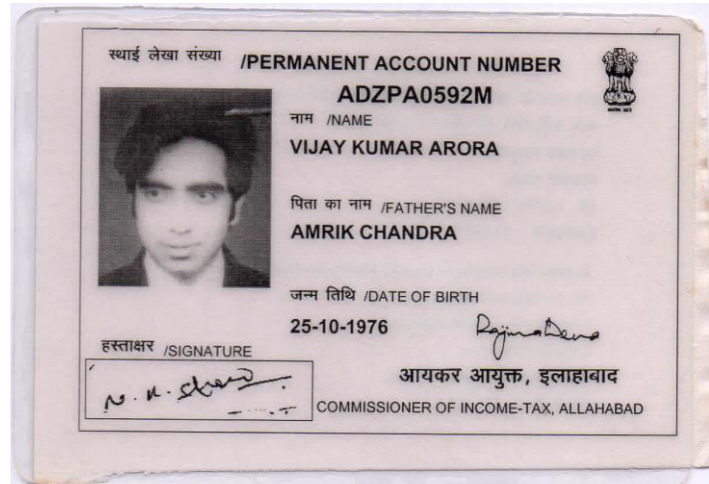 स्थाई लेखा संख्या /PERMANENT ACCOUNT NUMBER
ADZPA0592M
नाम /NAME
VIJAY KUMAR ARORA
पिता का नाम /FATHER'S NAME
AMRIK CHANDRA
जन्म तिथि /DATE OF BIRTH
25-10-1976
हस्ताक्षर /SIGNATURE
आयकर आयुक्त, इलाहाबाद
COMMISSIONER OF INCOME-TAX, ALLAHABAD